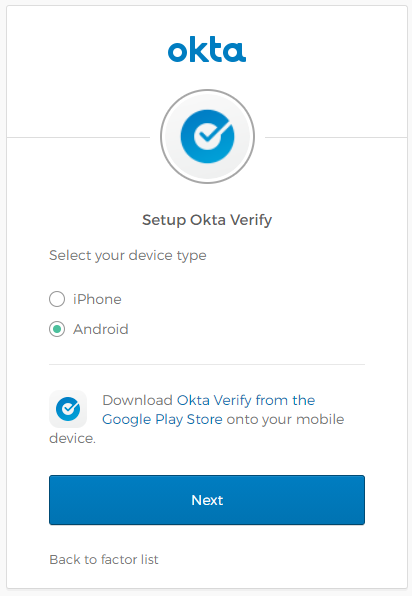 okta
Setup Okta Verify
Select your device type
iPhone
Android
Download Okta Verify from the
Google Play Store onto your mobile
device.
Next
Back to factor list